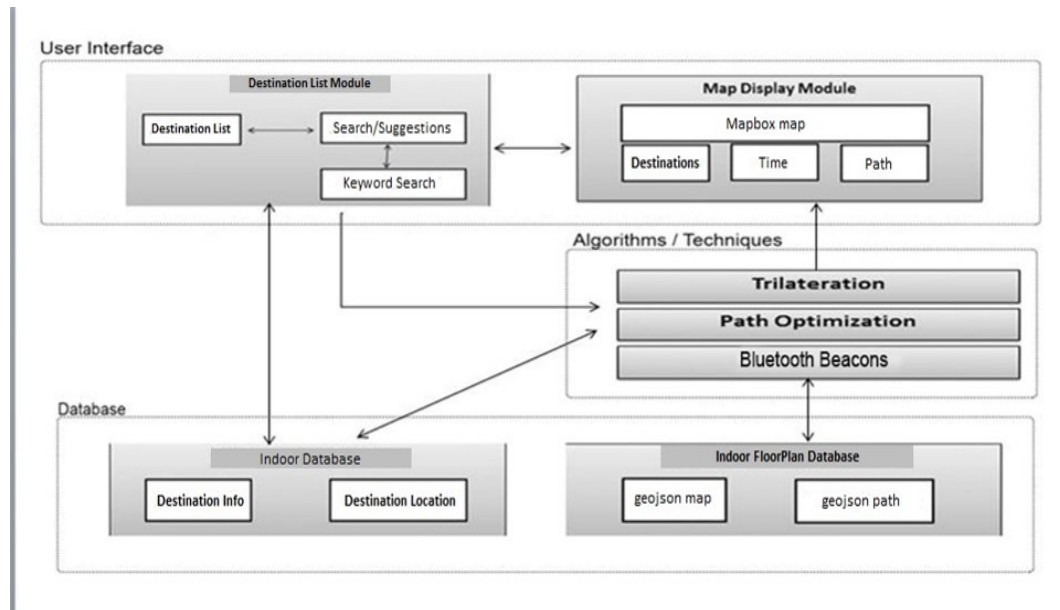 User Interface
Destination List Module
Destination List
Search/Suggestions
Keyword Search
Map Display Module
Mapbox map
Destinations
Time
Path
Algorithms / Techniques
Trilateration
Path Optimization
Bluetooth Beacons
Database
Indoor Database
Destination Info
Destination Location
Indoor FloorPlan Database
geojson map
geojson path